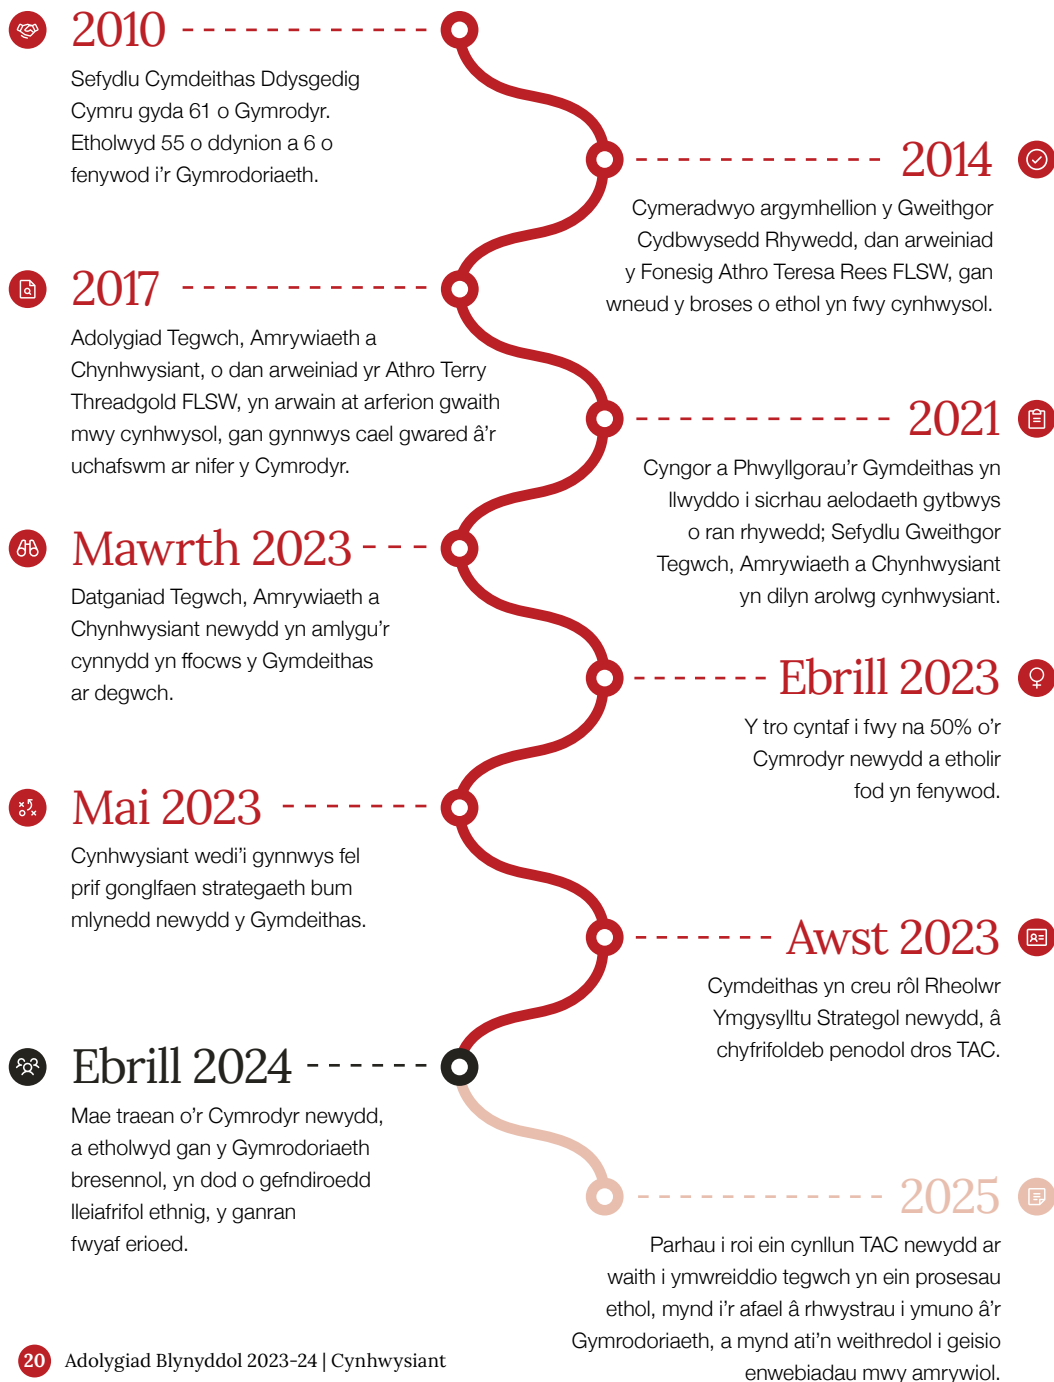 2010
Sefydlu Cymdeithas Ddysgedig
Cymru gyda 61 o Gymrodyr.
Etholwyd 55 o ddynion a 6 o
fenywod i'r Gymrodoriaeth.
2014
Cymeradwyo argymhellion y Gweithgor
Cydbwysedd Rhywedd, dan arweiniad
y Fonesig Athro Teresa Rees FLSW, gan
wneud y broses o ethol yn fwy cynhwysol.
2017
Adolygiad Tegwch, Amrywiaeth a
Chynhwysiant, o dan arweiniad yr Athro Terry
Threadgold FLSW, yn arwain at arferion gwaith
mwy cynhwysol, gan gynnwys cael gwared â'r
uchafswm ar nifer y Cymrodyr.
2021
Cyngor a Phwyllgorau'r Gymdeithas yn
llwyddo i sicrhau aelodaeth gytbwys
o ran rhywedd; Sefydlu Gweithgor
Tegwch, Amrywiaeth a Chynhwysiant
yn dilyn arolwg cynhwysiant.
Mawrth 2023
Datganiad Tegwch, Amrywiaeth a
Chynhwysiant newydd yn amlygu'r
cynnydd yn ffocws y Gymdeithas
ar degwch.
Ebrill 2023
Y tro cyntaf i fwy na 50% o'r
Cymrodyr newydd a etholir
fod yn fenywod.
Mai 2023
Cynhwysiant wedi'i gynnwys fel
prif gonglfaen strategaeth bum
mlynedd newydd y Gymdeithas.
Awst 2023
Cymdeithas yn creu rôl Rheolwr
Ymgysylltu Strategol newydd, â
chyfrifoldeb penodol dros TAC.
Ebrill 2024
Mae traean o'r Cymrodyr newydd,
a etholwyd gan y Gymrodoriaeth
bresennol, yn dod o gefndiroedd
lleiafrifol ethnig, y ganran
fwyaf erioed.
2025
Parhau i roi ein cynllun TAC newydd ar
waith i ymwreiddio tegwch yn ein prosesau
ethol, mynd i'r afael â rhwystrau i ymuno â'r
Gymrodoriaeth, a mynd ati'n weithredol i geisio
enwebiadau mwy amrywiol.
20 Adolygiad Blynyddol 2023-24 | Cynhwysiant